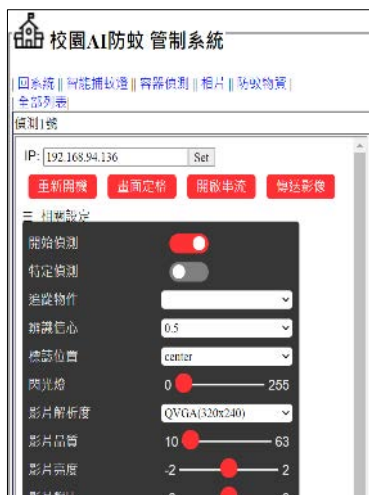 校園AI防蚊 管制系統
| 回系統 || 智能捕蚊燈 || 容器偵測 || 相片 || 防蚊物資 |
| 全部列表|
偵測1號
IP: 192.168.94.136 Set
重新開機 畫面定格 開啟串流 傳送影像
☰ 相關設定
開始偵測
特定偵測
追蹤物件
辨識信心 0.5
標誌位置 center
閃光燈 0 255
影片解析度 QVGA(320x240)
影片品質 10 63
影片亮度 -2 2